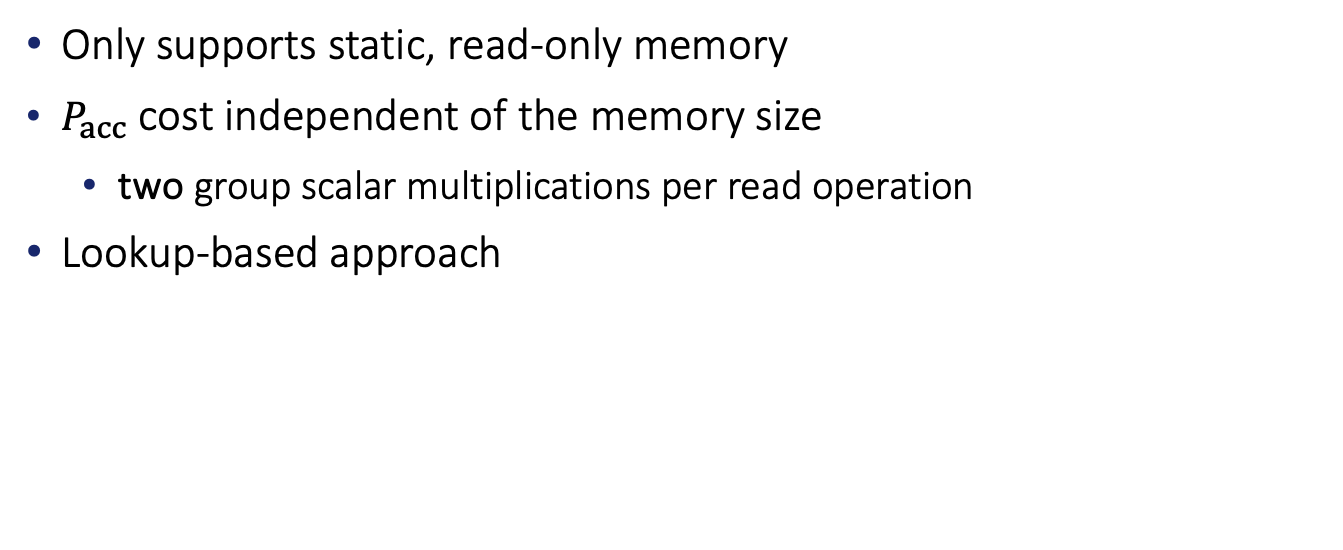 • Only supports static, read-only memory
• P_acc cost independent of the memory size
• two group scalar multiplications per read operation
• Lookup-based approach